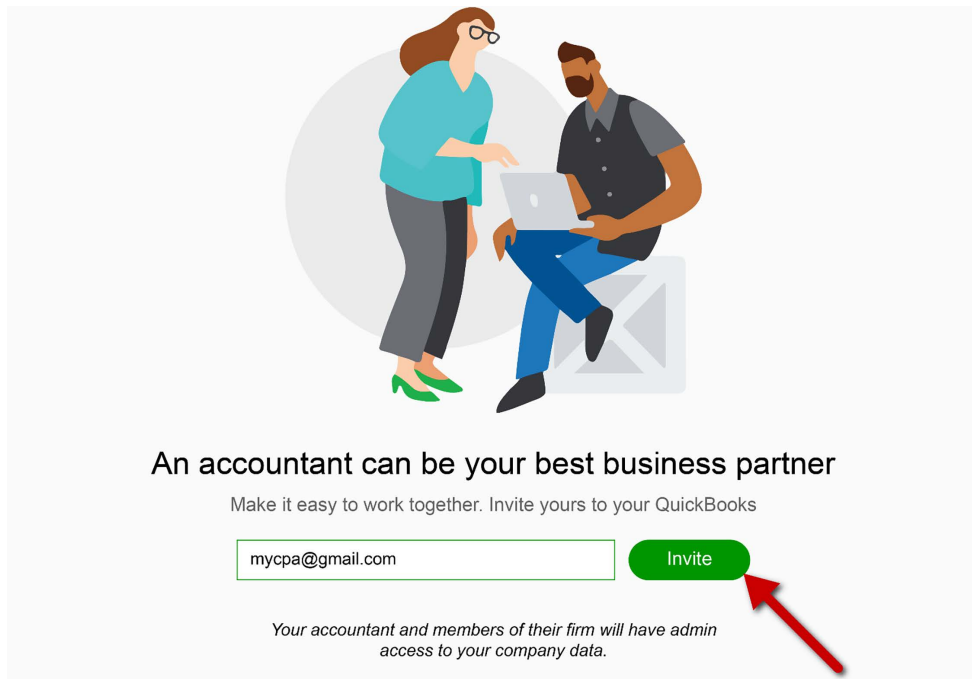 An accountant can be your best business partner
Make it easy to work together. Invite yours to your QuickBooks
mycpa@gmail.com
Invite
Your accountant and members of their firm will have admin
access to your company data.